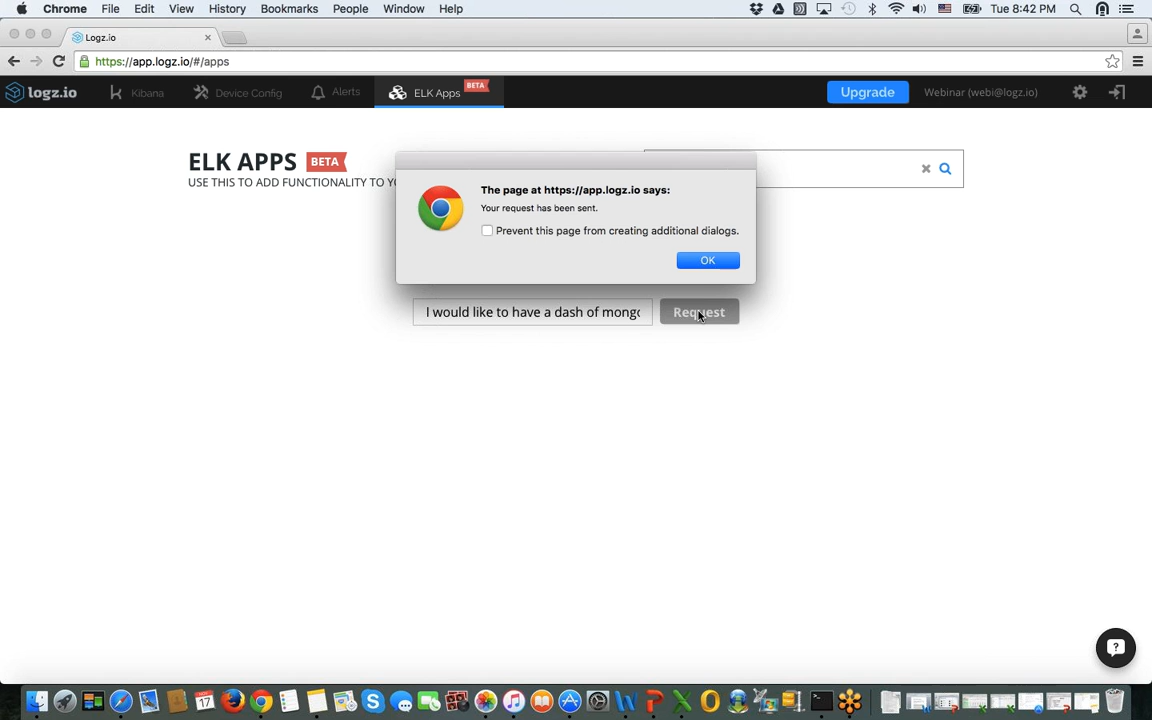 Chrome File Edit View History Bookmarks People Window Help Tue 8:42 PM
Logz.io
https://app.logz.io/#/apps
logz.io Kibana Device Config Alerts ELK Apps BETA Upgrade Webinar (webi@logz.io)
ELK APPS BETA
USE THIS TO ADD FUNCTIONALITY TO YO
The page at https://app.logz.io says:
Your request has been sent.
Prevent this page from creating additional dialogs.
OK
I would like to have a dash of mongo
Request
17